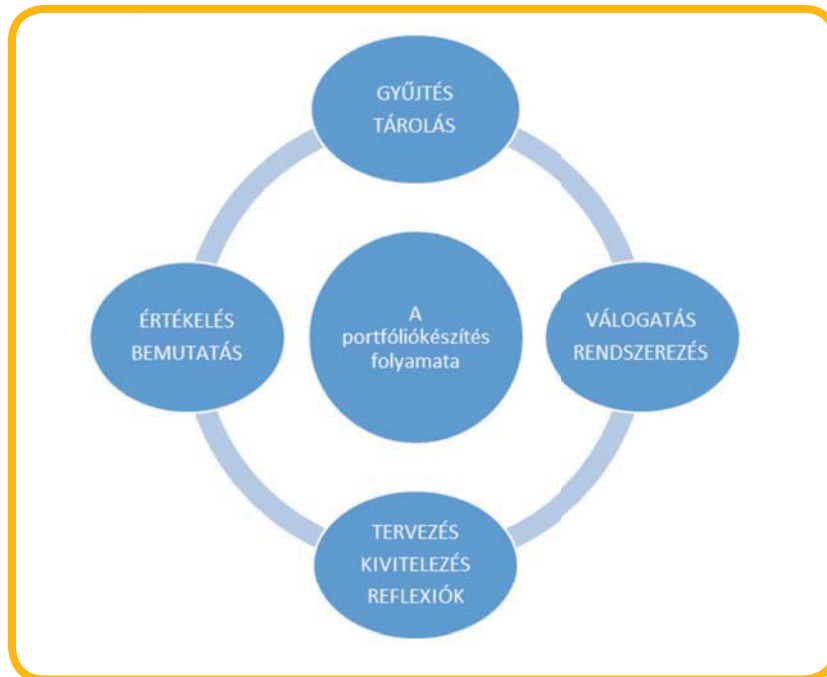 GYŰJTÉS
TÁROLÁS
A
portfóliókészítés
folyamata
ÉRTÉKELÉS
BEMUTATÁS
VÁLOGATÁS
RENDSZEREZÉS
TERVEZÉS
KIVITELEZÉS
REFLEXIÓK